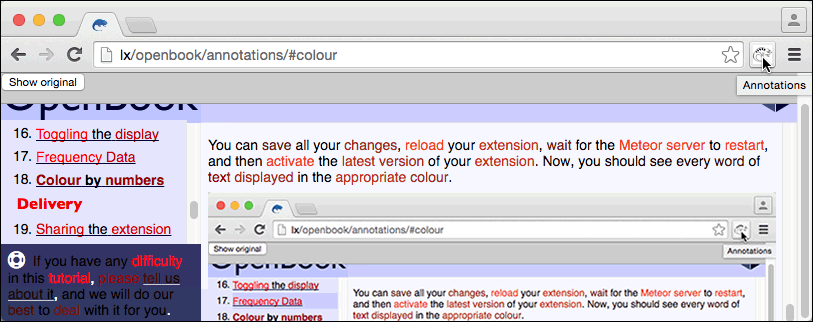 lx/openbook/annotations/#colour
Show original
Annotations
OpenBook
16. Toggling the display
17. Frequency Data
18. Colour by numbers
Delivery
19. Sharing the extension
If you have any difficulty
in this tutorial, please tell us
about it, and we will do our
best to deal with it for you.
You can save all your changes, reload your extension, wait for the Meteor server to restart,
and then activate the latest version of your extension. Now, you should see every word of
text displayed in the appropriate colour.
lx/openbook/annotations/#colour
Show original
Annotations
OpenBook
16. Toggling the display
17. Frequency Data
18. Colour by numbers
You can save all your changes, reload your extension, wait for the Meteor server to restart,
and then activate the latest version of your extension. Now, you should see every word of
text displayed in the appropriate colour.